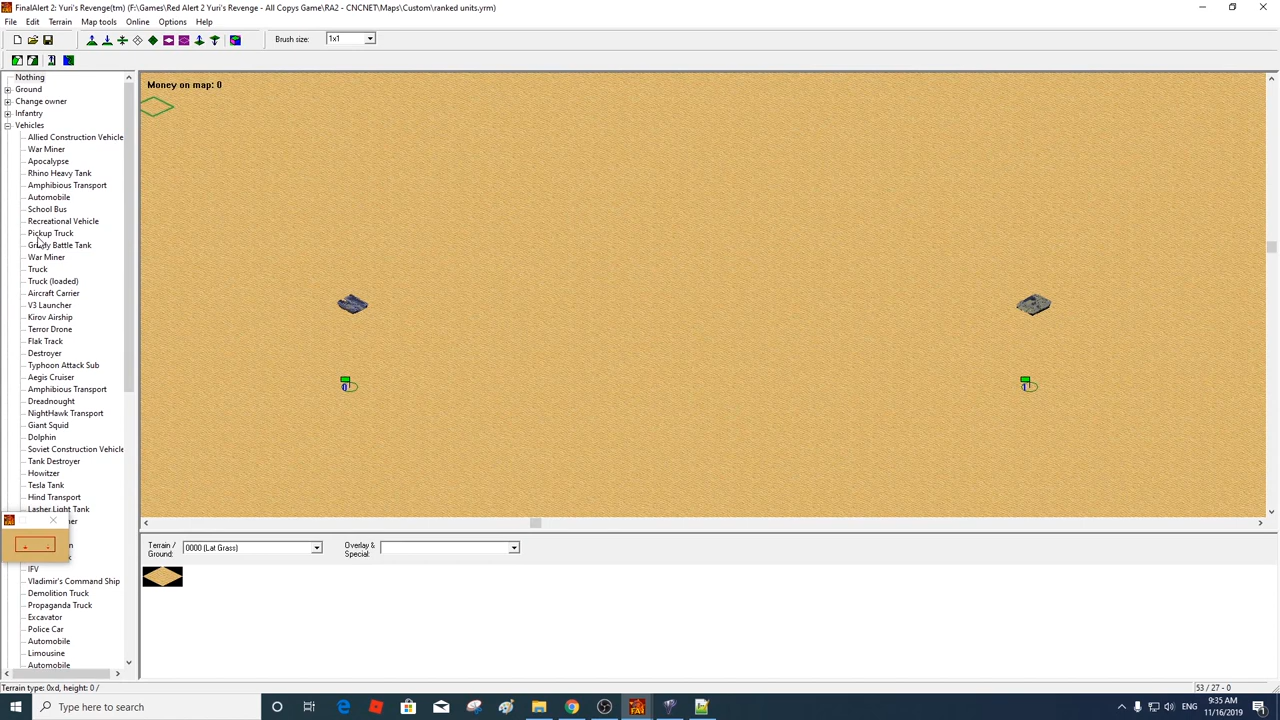 FinalAlert 2: Yuri's Revenge(tm) (F:\Games\Red Alert 2 Yuri's Revenge - All Copys Game\RA2 - CNCNET\Maps\Custom\ranked units.yrm)
File Edit Terrain Map tools Online Options Help
Brush size: 1x1
Nothing
Ground
Change owner
Infantry
Vehicles
Allied Construction Vehicle
War Miner
Apocalypse
Rhino Heavy Tank
Amphibious Transport
Automobile
School Bus
Recreational Vehicle
Pickup Truck
Grizzly Battle Tank
War Miner
Truck
Truck (loaded)
Aircraft Carrier
V3 Launcher
Kirov Airship
Terror Drone
Flak Track
Destroyer
Typhoon Attack Sub
Aegis Cruiser
Amphibious Transport
Dreadnought
NightHawk Transport
Giant Squid
Dolphin
Soviet Construction Vehicle
Tank Destroyer
Howitzer
Tesla Tank
Hind Transport
Lasher Light Tank
IFV
Vladimir's Command Ship
Demolition Truck
Propaganda Truck
Excavator
Police Car
Automobile
Limousine
Automobile
Money on map: 0
0
1
Terrain / Ground: 0000 (Lat Grass)
Overlay & Special:
Terrain type: 0xd, height: 0 /
53 / 27 - 0
Type here to search
ENG
9:35 AM
11/16/2019